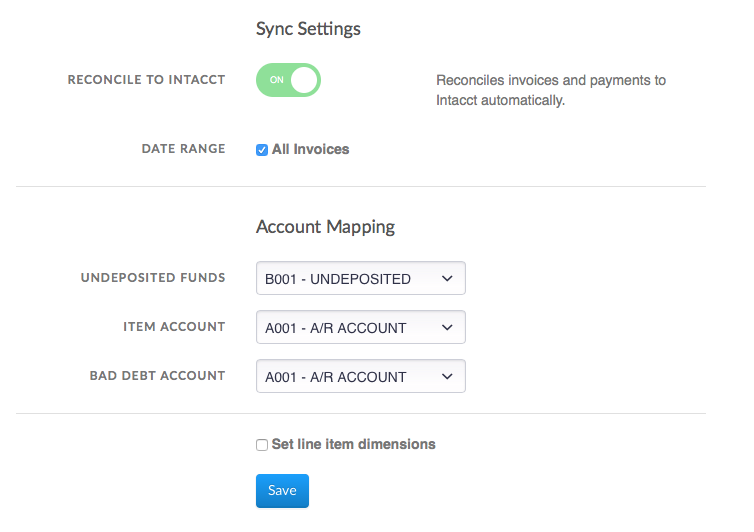 Sync Settings
RECONCILE TO INTACCT
ON
Reconciles invoices and payments to
Intacct automatically.
DATE RANGE
All Invoices
Account Mapping
UNDEPOSITED FUNDS
B001 - UNDEPOSITED
ITEM ACCOUNT
A001 - A/R ACCOUNT
BAD DEBT ACCOUNT
A001 - A/R ACCOUNT
Set line item dimensions
Save